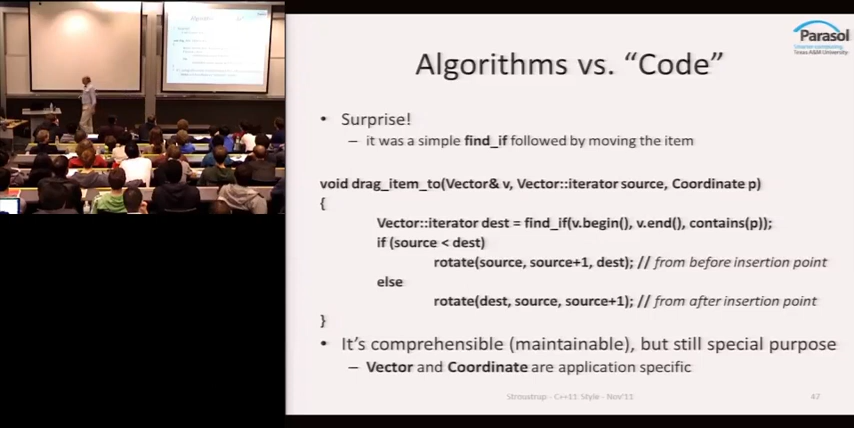 Parasol
Smarter computing.
Texas A&M University
Algorithms vs. “Code”
• Surprise!
– it was a simple find_if followed by moving the item
void drag_item_to(Vector& v, Vector::iterator source, Coordinate p)
{
Vector::iterator dest = find_if(v.begin(), v.end(), contains(p));
if (source < dest)
rotate(source, source+1, dest); // from before insertion point
else
rotate(dest, source, source+1); // from after insertion point
}
• It’s comprehensible (maintainable), but still special purpose
– Vector and Coordinate are application specific
Stroustrup - C++11 Style - Nov'11
47